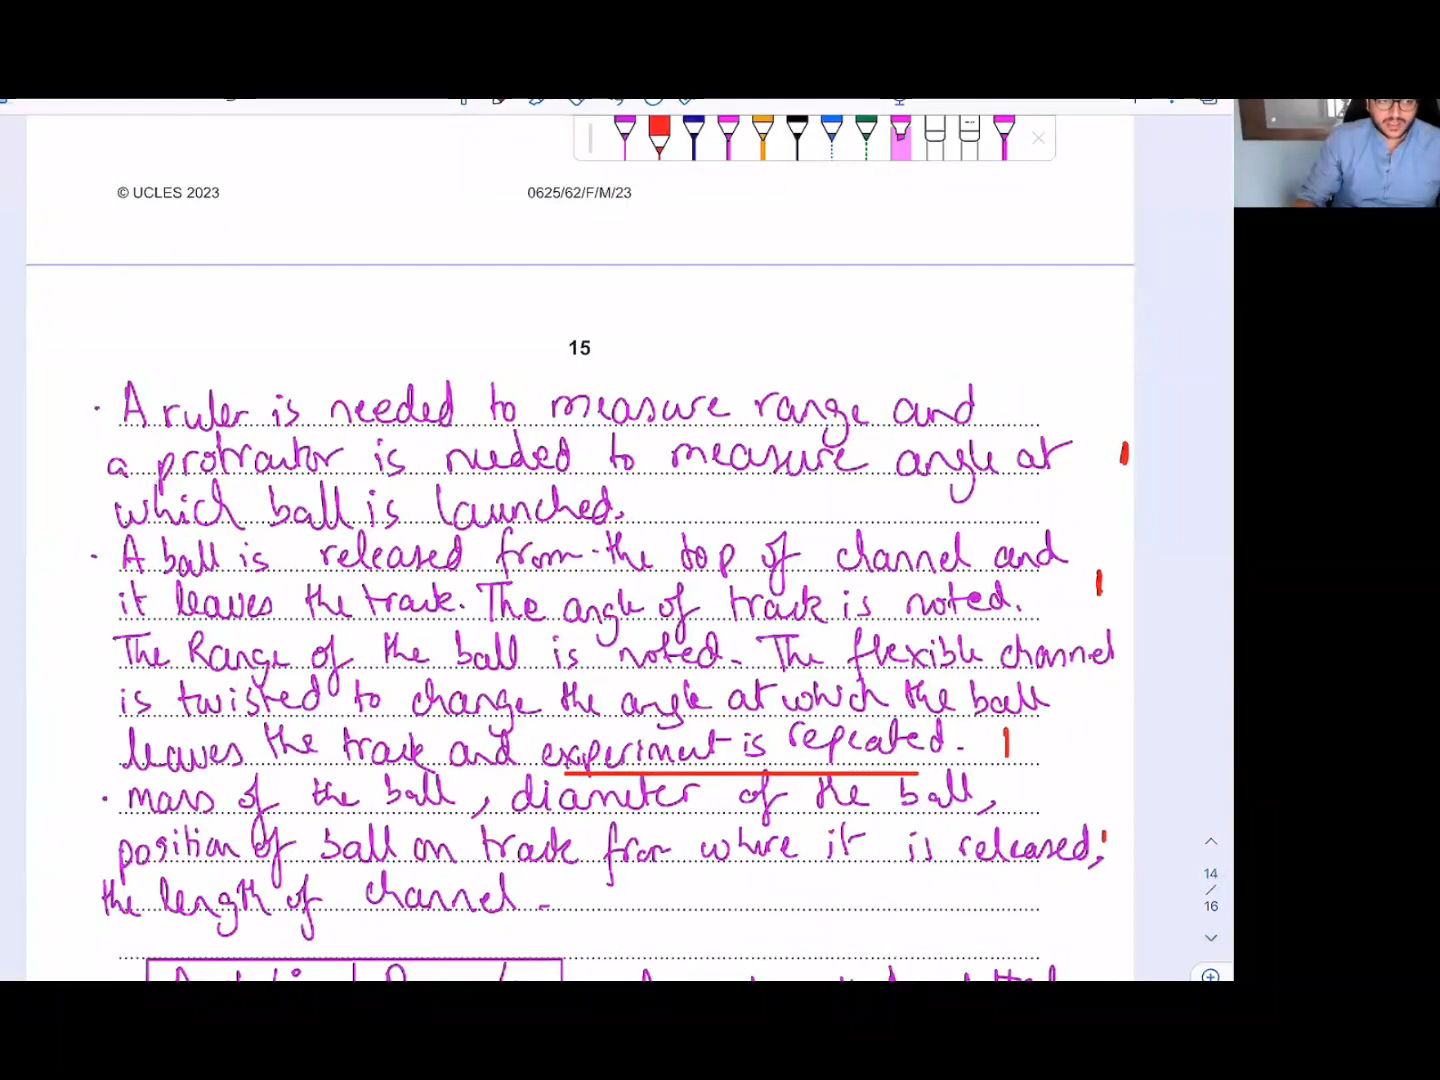 © UCLES 2023
0625/62/F/M/23
15
· A ruler is needed to measure range and
a protractor is needed to measure angle at
which ball is launched.
· A ball is released from the top of channel and
it leaves the track. The angle of track is noted.
The Range of the ball is noted. The flexible channel
is twisted to change the angle at which the ball
leaves the track and experiment is repeated. 1
· mass of the ball, diameter of the ball,
position of ball on track from where it is released,
the length of channel.
14
/
16